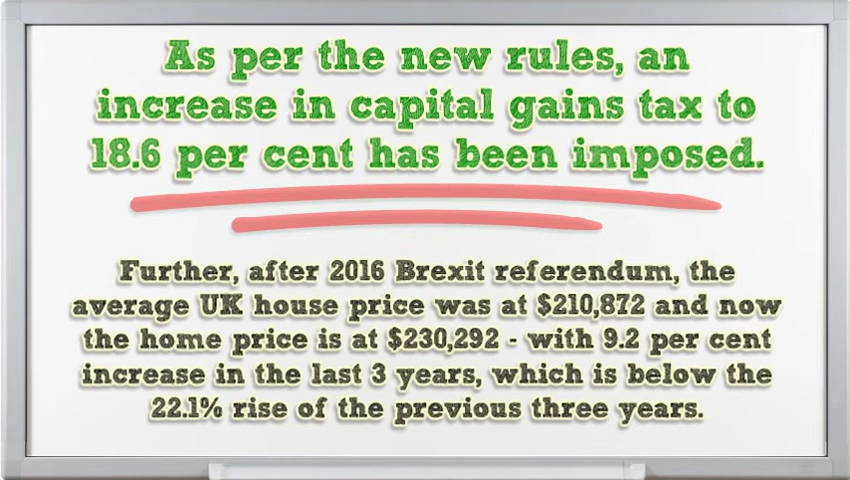 As per the new rules, an
increase in capital gains tax to
18.6 per cent has been imposed.
Further, after 2016 Brexit referendum, the
average UK house price was at $210,872 and now
the home price is at $230,292 - with 9.2 per cent
increase in the last 3 years, which is below the
22.1% rise of the previous three years.